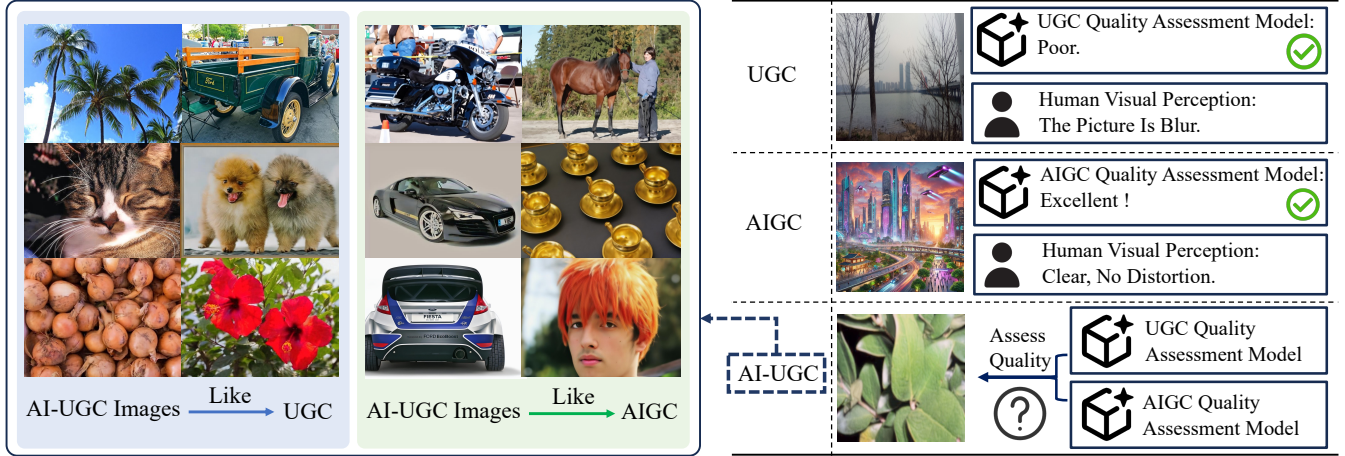 AI-UGC Images
Like
UGC
AI-UGC Images
Like
AIGC
FIESTA
UGC
UGC Quality Assessment Model:
Poor.
Human Visual Perception:
The Picture Is Blur.
AIGC
AIGC Quality Assessment Model:
Excellent !
Human Visual Perception:
Clear, No Distortion.
AI-UGC
Assess
Quality
?
UGC Quality
Assessment Model
AIGC Quality
Assessment Model